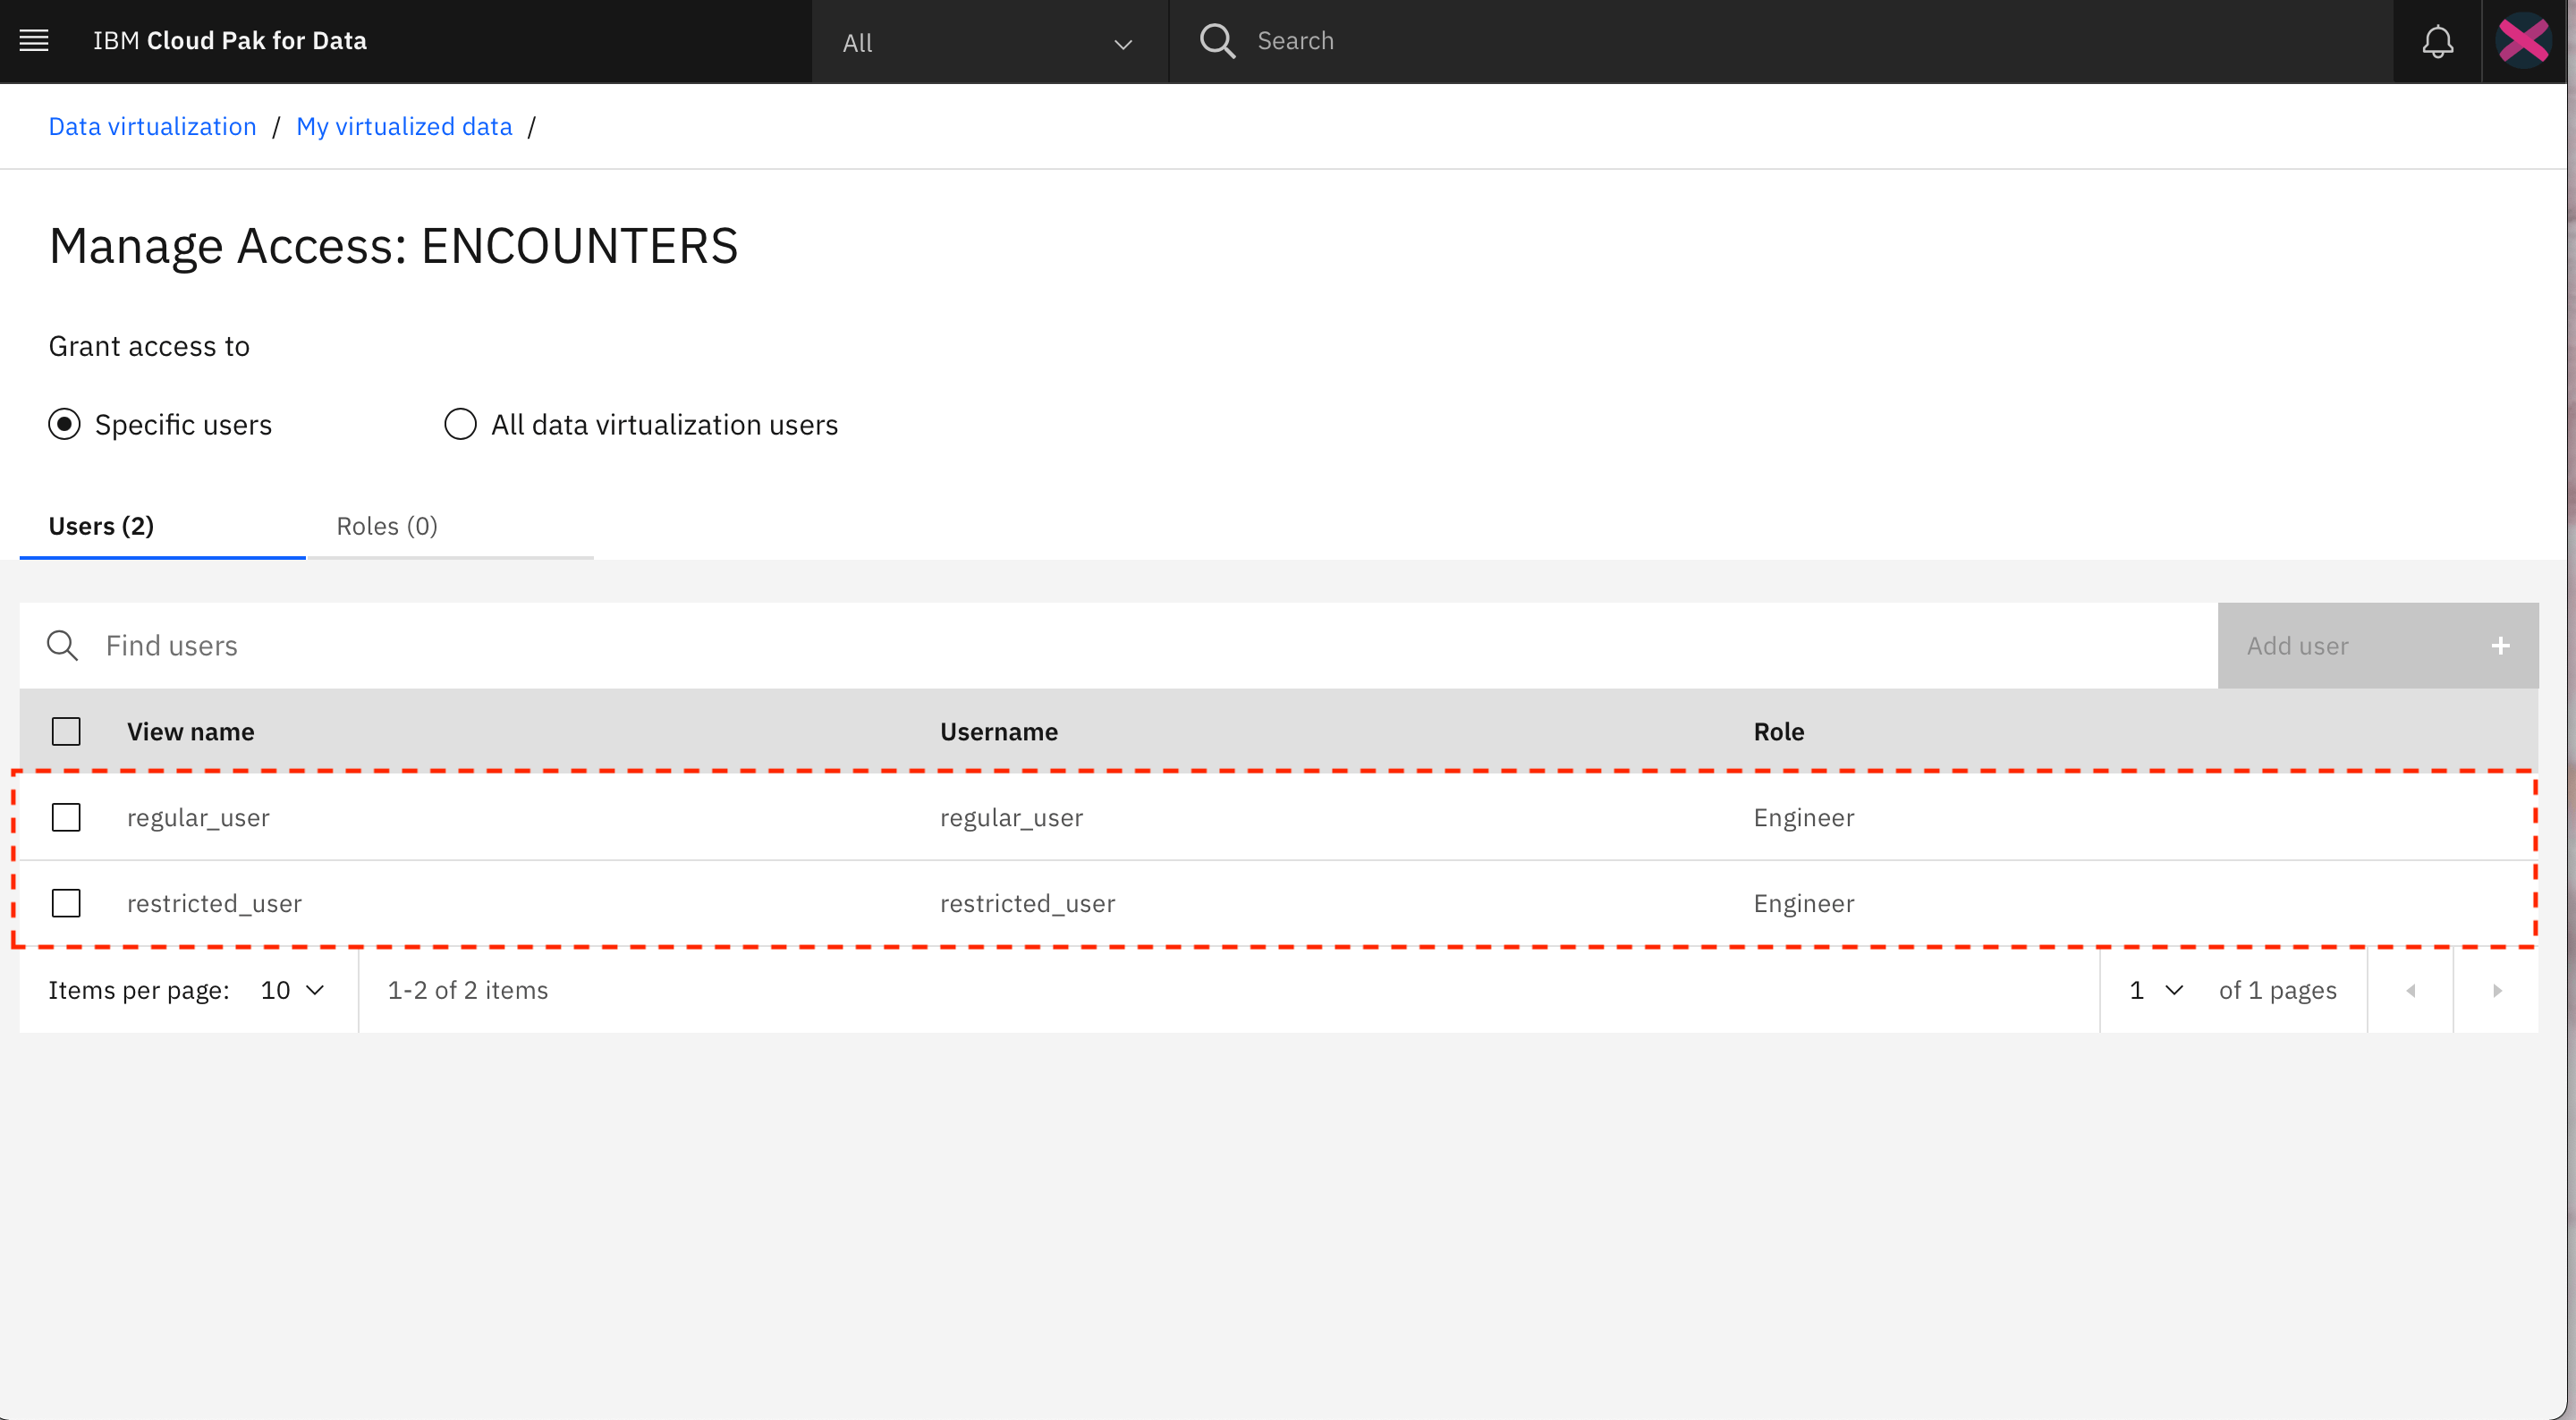 IBM Cloud Pak for Data All Search
Data virtualization / My virtualized data /
Manage Access: ENCOUNTERS
Grant access to
Specific users All data virtualization users
Users (2) Roles (0)
Find users Add user +
View name Username Role
regular_user regular_user Engineer
restricted_user restricted_user Engineer
Items per page: 10 1-2 of 2 items 1 of 1 pages